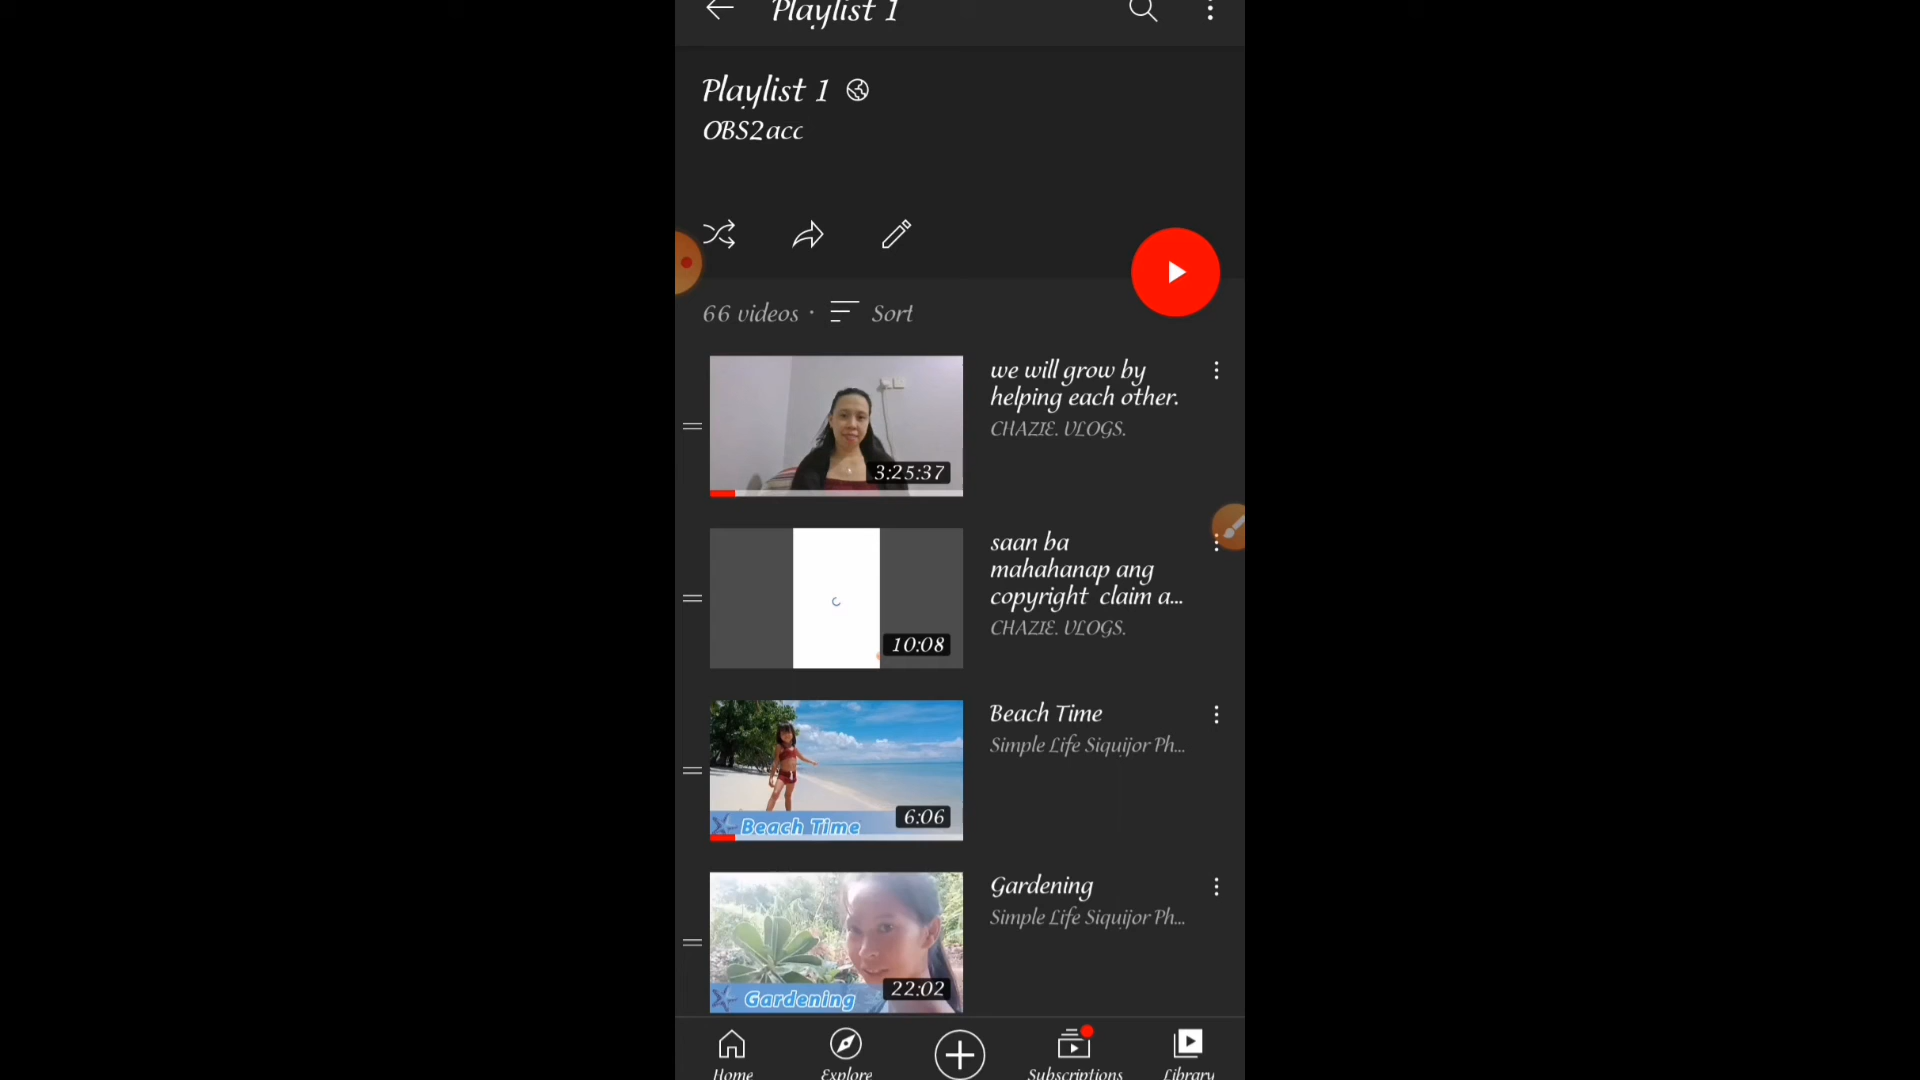 Playlist 1
Playlist 1
OBS2acc
66 videos · Sort
we will grow by
helping each other.
CHAZIE. VLOGS.
3:25:37
saan ba
mahahanap ang
copyright claim a...
CHAZIE. VLOGS.
10:08
Beach Time
Simple Life Siquijor Ph...
6:06
Beach Time
Gardening
Simple Life Siquijor Ph...
22:02
Gardening
Home
Explore
Subscriptions
Library